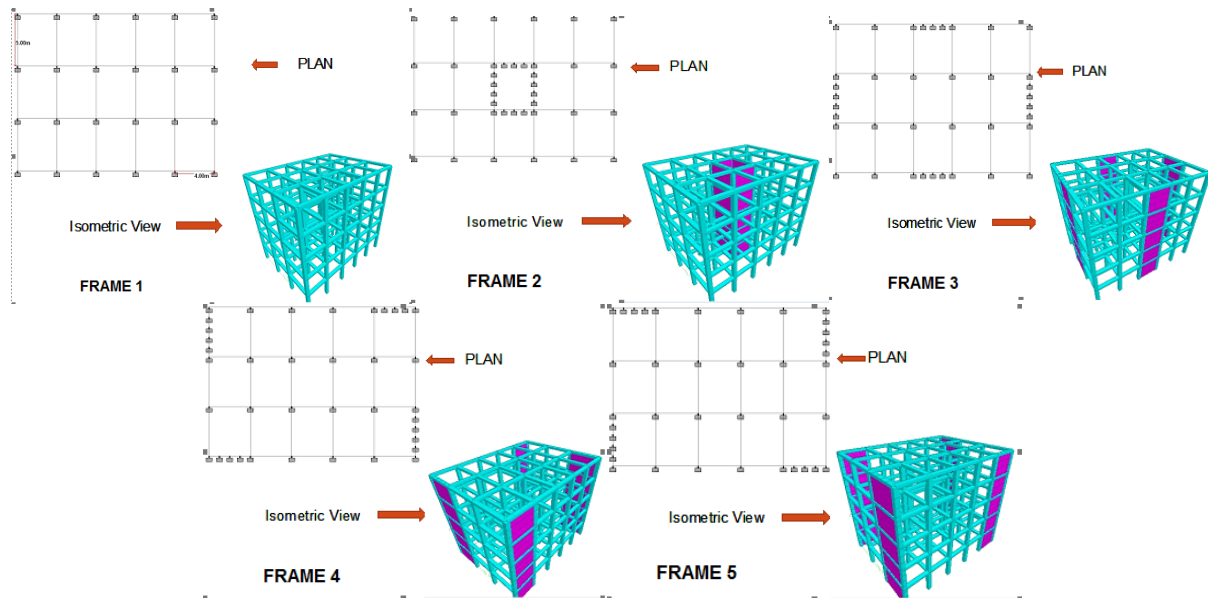 5.00m
PLAN
4.00m
Isometric View
FRAME 1
PLAN
Isometric View
FRAME 2
PLAN
Isometric View
FRAME 3
PLAN
Isometric View
FRAME 4
PLAN
Isometric View
FRAME 5